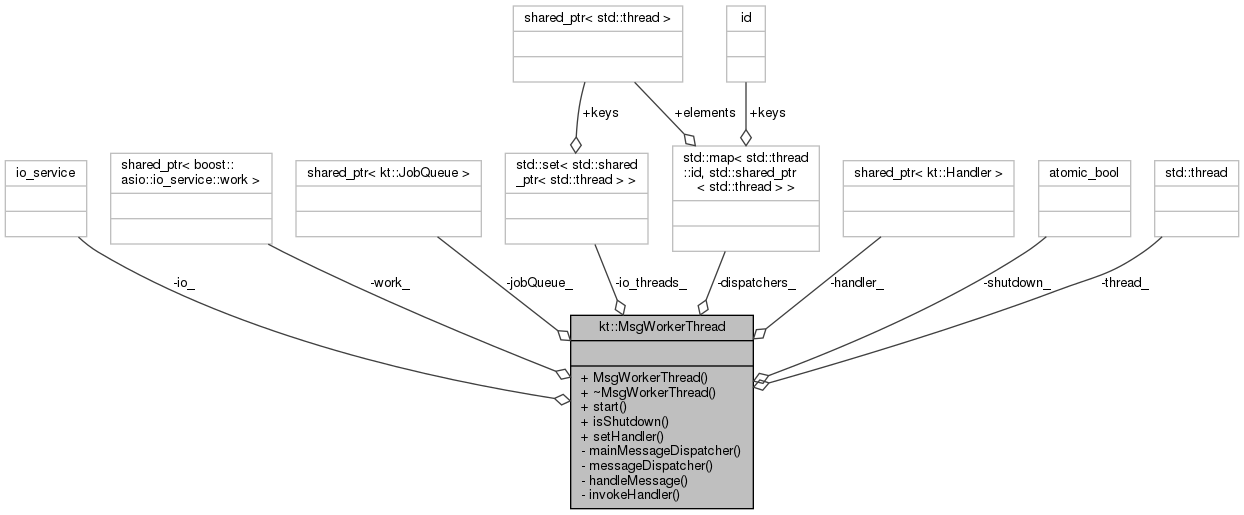 shared_ptr< std::thread >
id
+keys
+elements
+keys
io_service
shared_ptr< boost::
asio::io_service::work >
shared_ptr< kt::JobQueue >
std::set< std::shared
_ptr< std::thread > >
std::map< std::thread
::id, std::shared_ptr
< std::thread > >
shared_ptr< kt::Handler >
atomic_bool
std::thread
-io_
-work_
-jobQueue_
-io_threads_
-dispatchers_
-handler_
-shutdown_
-thread_
kt::MsgWorkerThread
+ MsgWorkerThread()
+ ~MsgWorkerThread()
+ start()
+ isShutdown()
+ setHandler()
- mainMessageDispatcher()
- messageDispatcher()
- handleMessage()
- invokeHandler()